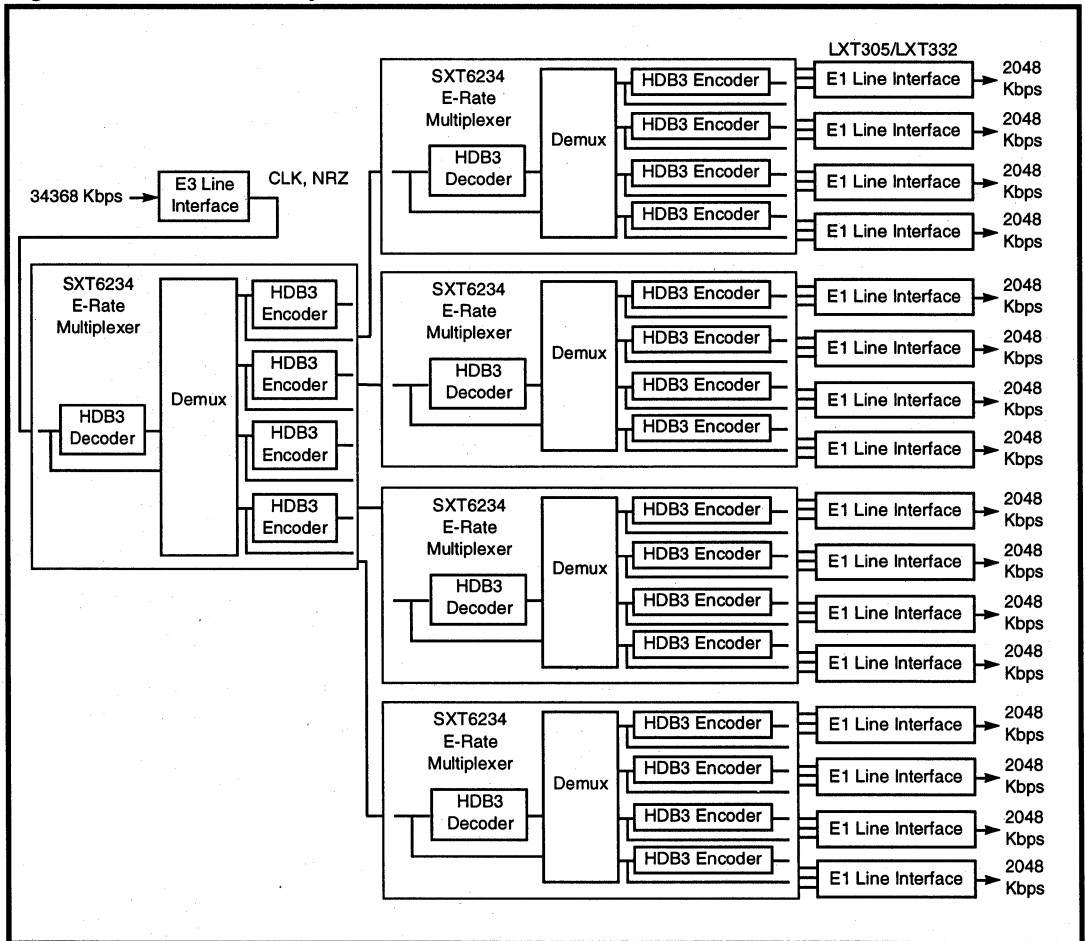 LXT305/LXT332
34368 Kbps
E3 Line
Interface
CLK, NRZ
SXT6234
E-Rate
Multiplexer
HDB3
Decoder
Demux
HDB3
Encoder
HDB3
Encoder
HDB3
Encoder
HDB3
Encoder
SXT6234
E-Rate
Multiplexer
HDB3
Decoder
Demux
HDB3 Encoder
HDB3 Encoder
HDB3 Encoder
HDB3 Encoder
E1 Line Interface
2048
Kbps
E1 Line Interface
2048
Kbps
E1 Line Interface
2048
Kbps
E1 Line Interface
2048
Kbps
SXT6234
E-Rate
Multiplexer
HDB3
Decoder
Demux
HDB3 Encoder
HDB3 Encoder
HDB3 Encoder
HDB3 Encoder
E1 Line Interface
2048
Kbps
E1 Line Interface
2048
Kbps
E1 Line Interface
2048
Kbps
E1 Line Interface
2048
Kbps
SXT6234
E-Rate
Multiplexer
HDB3
Decoder
Demux
HDB3 Encoder
HDB3 Encoder
HDB3 Encoder
HDB3 Encoder
E1 Line Interface
2048
Kbps
E1 Line Interface
2048
Kbps
E1 Line Interface
2048
Kbps
E1 Line Interface
2048
Kbps
SXT6234
E-Rate
Multiplexer
HDB3
Decoder
Demux
HDB3 Encoder
HDB3 Encoder
HDB3 Encoder
HDB3 Encoder
E1 Line Interface
2048
Kbps
E1 Line Interface
2048
Kbps
E1 Line Interface
2048
Kbps
E1 Line Interface
2048
Kbps